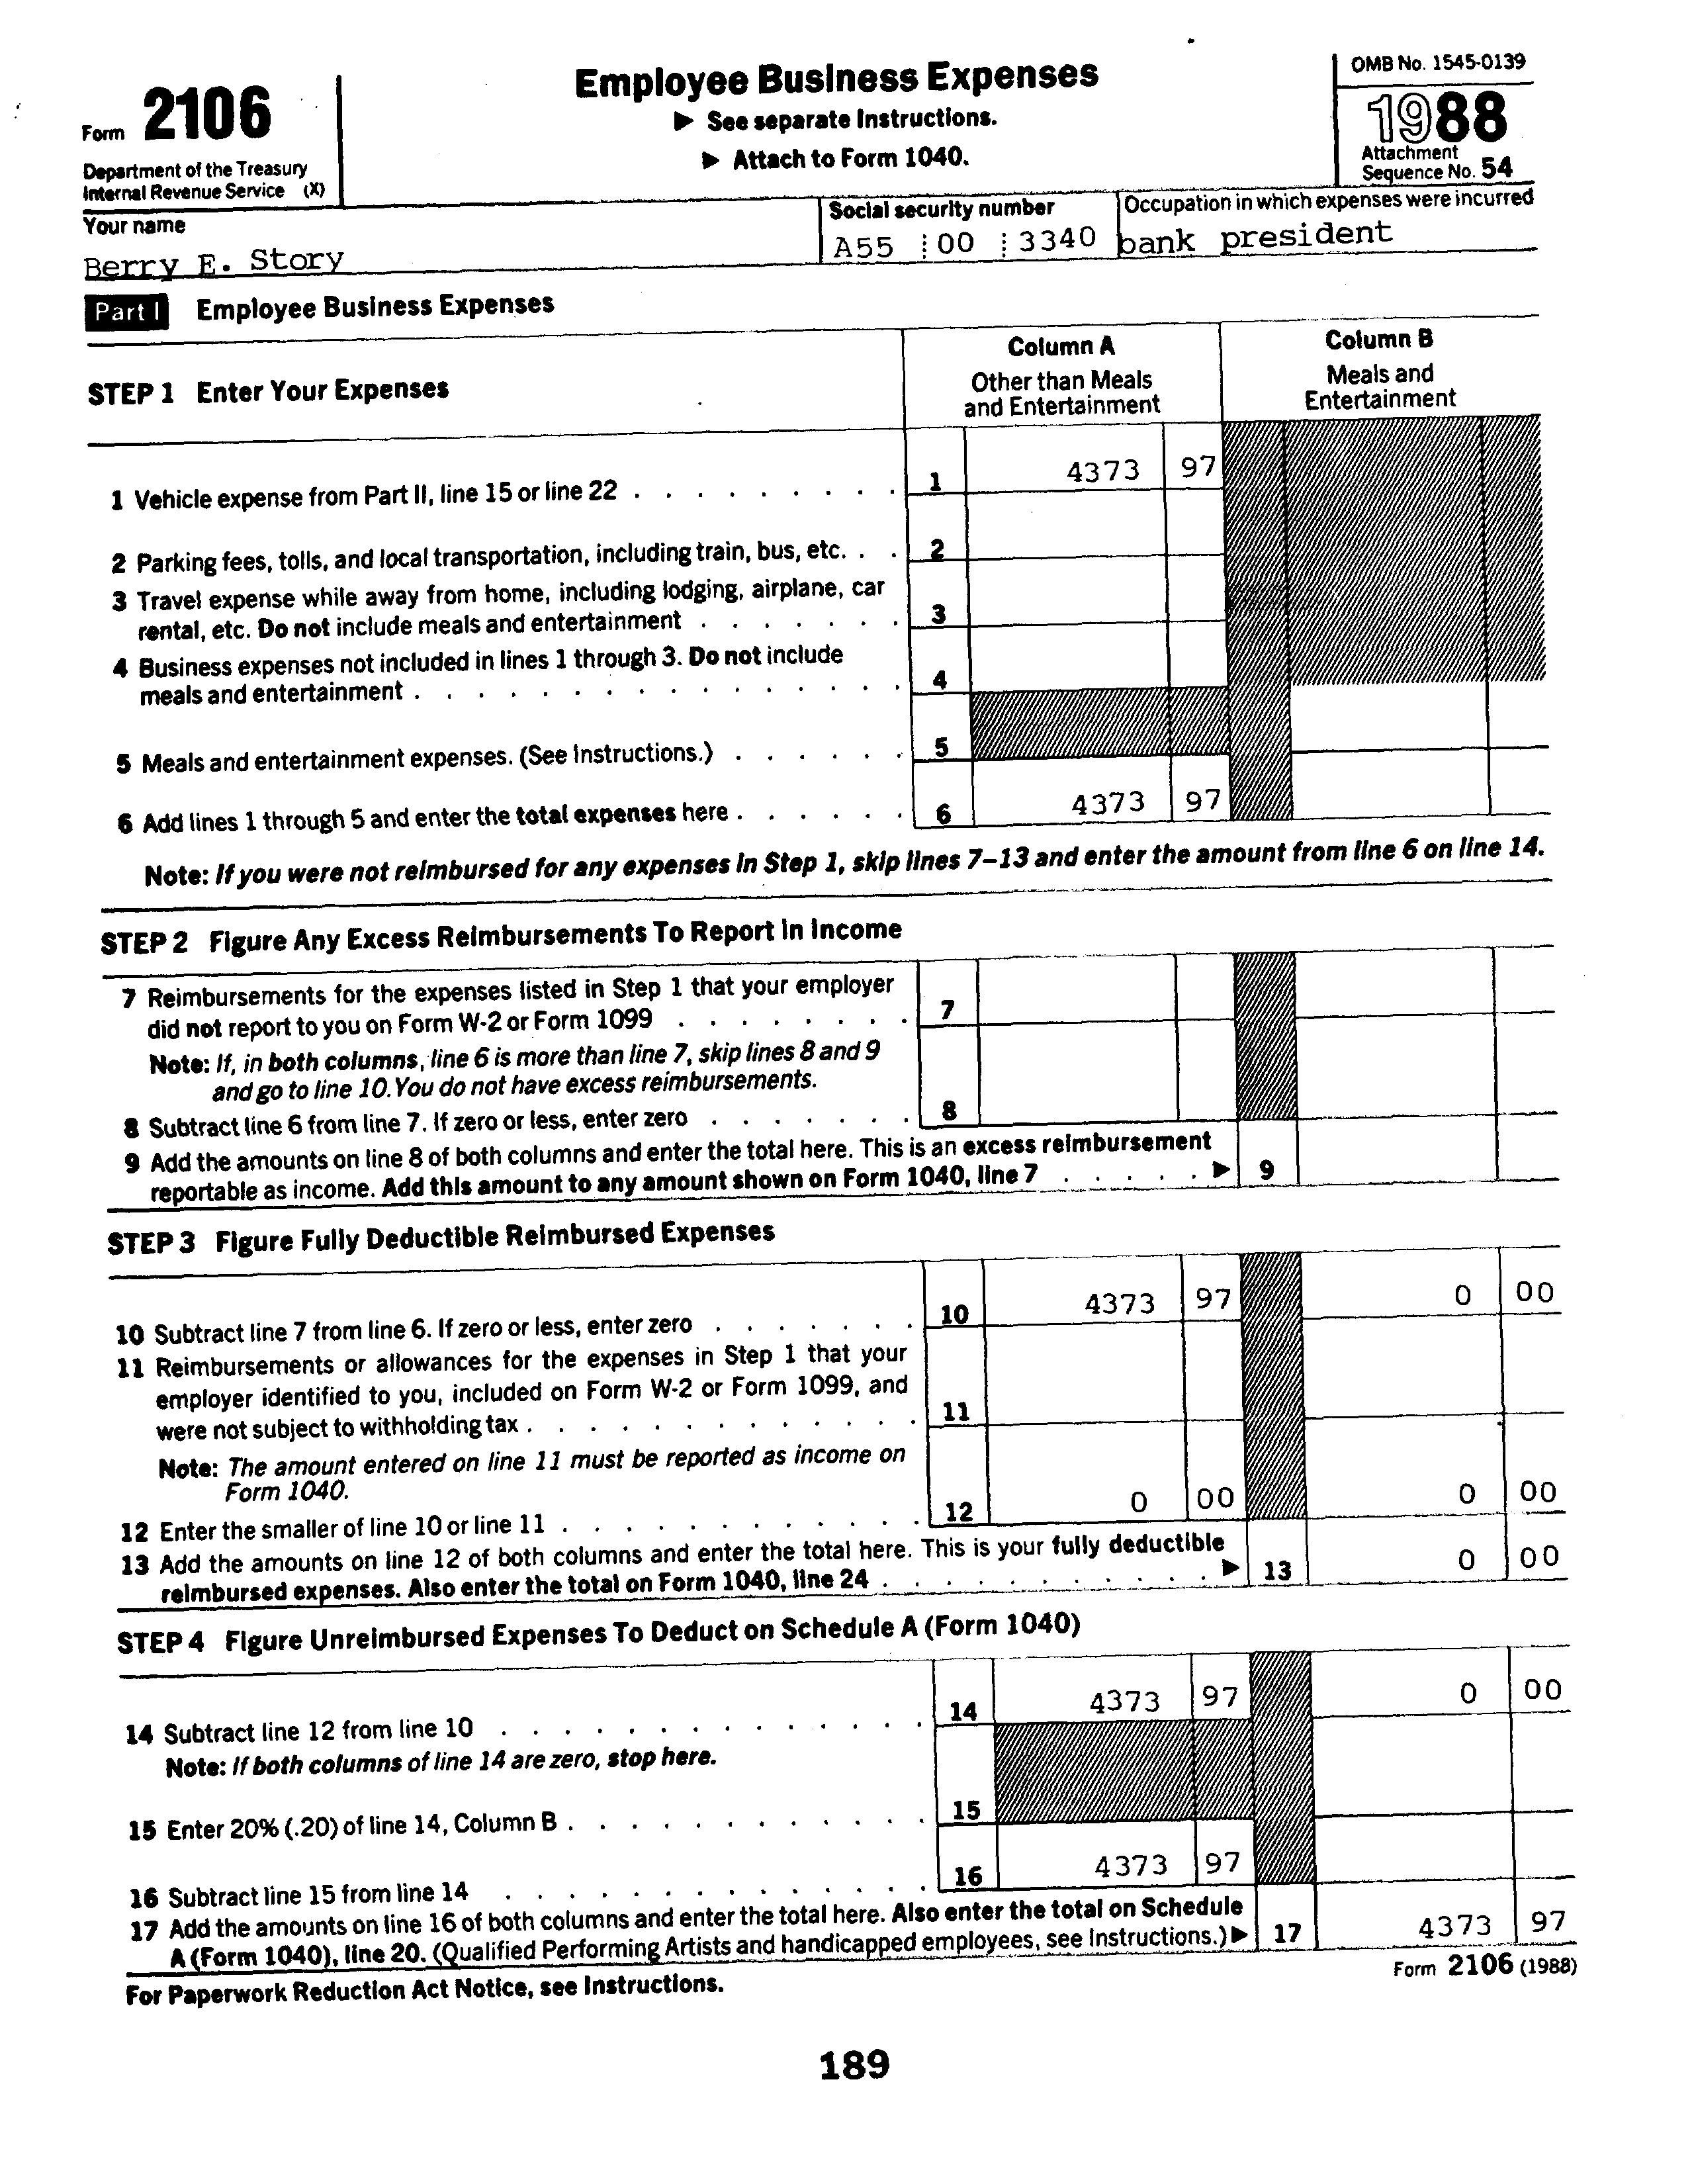 Form 2106
Department of the Treasury
Internal Revenue Service (X)
Employee Business Expenses
▶ See separate Instructions.
▶ Attach to Form 1040.
OMB No. 1545-0139
1988
Attachment
Sequence No. 54
Your name
Berry E. Story
Social security number
A55 00 3340
Occupation in which expenses were incurred
bank president
Part I Employee Business Expenses
STEP 1 Enter Your Expenses
Column A
Other than Meals
and Entertainment
Column B
Meals and
Entertainment
1 Vehicle expense from Part II, line 15 or line 22 . . . . . . . . . 1 4373 97
2 Parking fees, tolls, and local transportation, including train, bus, etc. . . 2
3 Travel expense while away from home, including lodging, airplane, car
rental, etc. Do not include meals and entertainment . . . . . . . 3
4 Business expenses not included in lines 1 through 3. Do not include
meals and entertainment . . . . . . . . . . . . . . . . 4
5 Meals and entertainment expenses. (See Instructions.) . . . . . . 5
6 Add lines 1 through 5 and enter the total expenses here . . . . . . 6 4373 97
Note: If you were not reimbursed for any expenses in Step 1, skip lines 7–13 and enter the amount from line 6 on line 14.
STEP 2 Figure Any Excess Reimbursements To Report in Income
7 Reimbursements for the expenses listed in Step 1 that your employer
did not report to you on Form W-2 or Form 1099 . . . . . . . . 7
Note: If, in both columns, line 6 is more than line 7, skip lines 8 and 9
and go to line 10. You do not have excess reimbursements.
8 Subtract line 6 from line 7. If zero or less, enter zero . . . . . . . 8
9 Add the amounts on line 8 of both columns and enter the total here. This is an excess reimbursement
reportable as income. Add this amount to any amount shown on Form 1040, line 7 . . . . . ▶ 9
STEP 3 Figure Fully Deductible Reimbursed Expenses
10 Subtract line 7 from line 6. If zero or less, enter zero . . . . . . . 10 4373 97 0 00
11 Reimbursements or allowances for the expenses in Step 1 that your
employer identified to you, included on Form W-2 or Form 1099, and
were not subject to withholding tax . . . . . . . . . . . . . 11
Note: The amount entered on line 11 must be reported as income on
Form 1040.
12 Enter the smaller of line 10 or line 11 . . . . . . . . . . . . 12 0 00 0 00
13 Add the amounts on line 12 of both columns and enter the total here. This is your fully deductible
reimbursed expenses. Also enter the total on Form 1040, line 24 . . . . . . . . . . . ▶ 13 0 00
STEP 4 Figure Unreimbursed Expenses To Deduct on Schedule A (Form 1040)
14 Subtract line 12 from line 10 . . . . . . . . . . . . . . 14 4373 97 0 00
Note: If both columns of line 14 are zero, stop here.
15 Enter 20% (.20) of line 14, Column B . . . . . . . . . . . . 15
16 Subtract line 15 from line 14 . . . . . . . . . . . . . . 16 4373 97
17 Add the amounts on line 16 of both columns and enter the total here. Also enter the total on Schedule
A (Form 1040), line 20. (Qualified Performing Artists and handicapped employees, see Instructions.) ▶ 17 4373 97
For Paperwork Reduction Act Notice, see Instructions.
Form 2106 (1988)
189